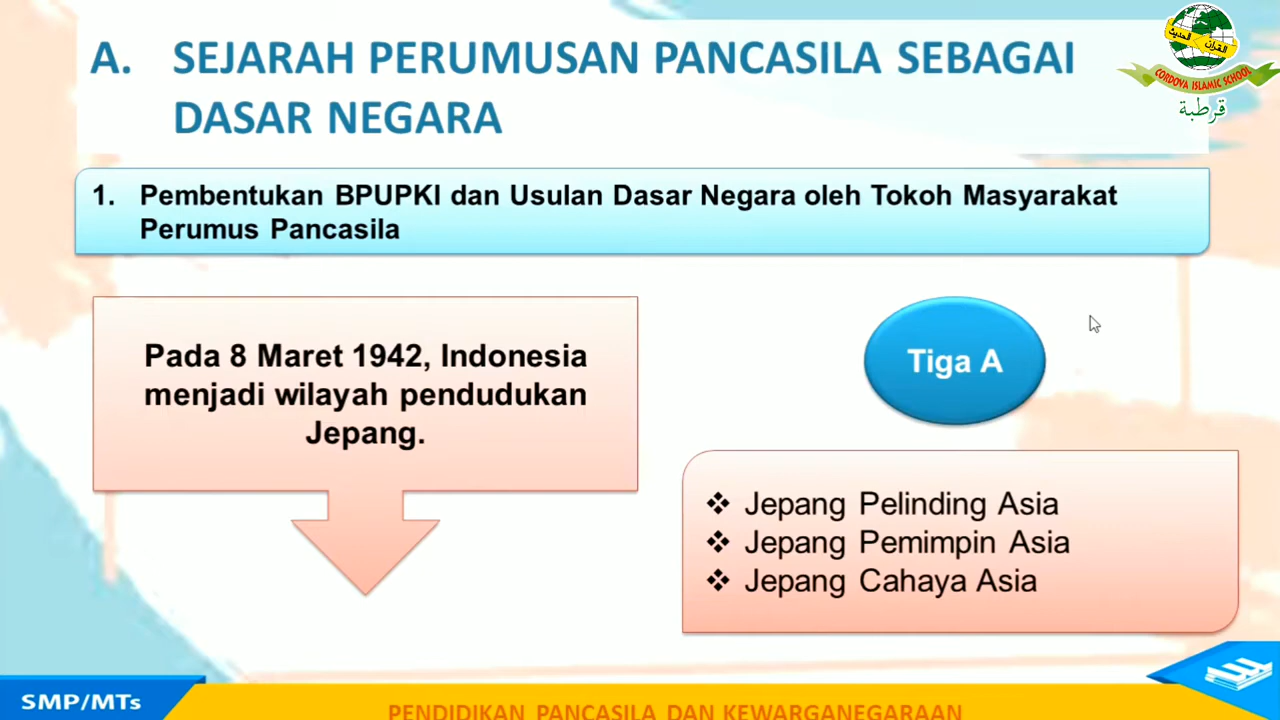 A. SEJARAH PERUMUSAN PANCASILA SEBAGAI
DASAR NEGARA
القرآن الحديث
CORDOVA ISLAMIC SCHOOL
قرطبة
1. Pembentukan BPUPKI dan Usulan Dasar Negara oleh Tokoh Masyarakat
Perumus Pancasila
Pada 8 Maret 1942, Indonesia
menjadi wilayah pendudukan
Jepang.
Tiga A
❖ Jepang Pelinding Asia
❖ Jepang Pemimpin Asia
❖ Jepang Cahaya Asia
SMP/MTs
PENDIDIKAN PANCASILA DAN KEWARGANEGARAAN